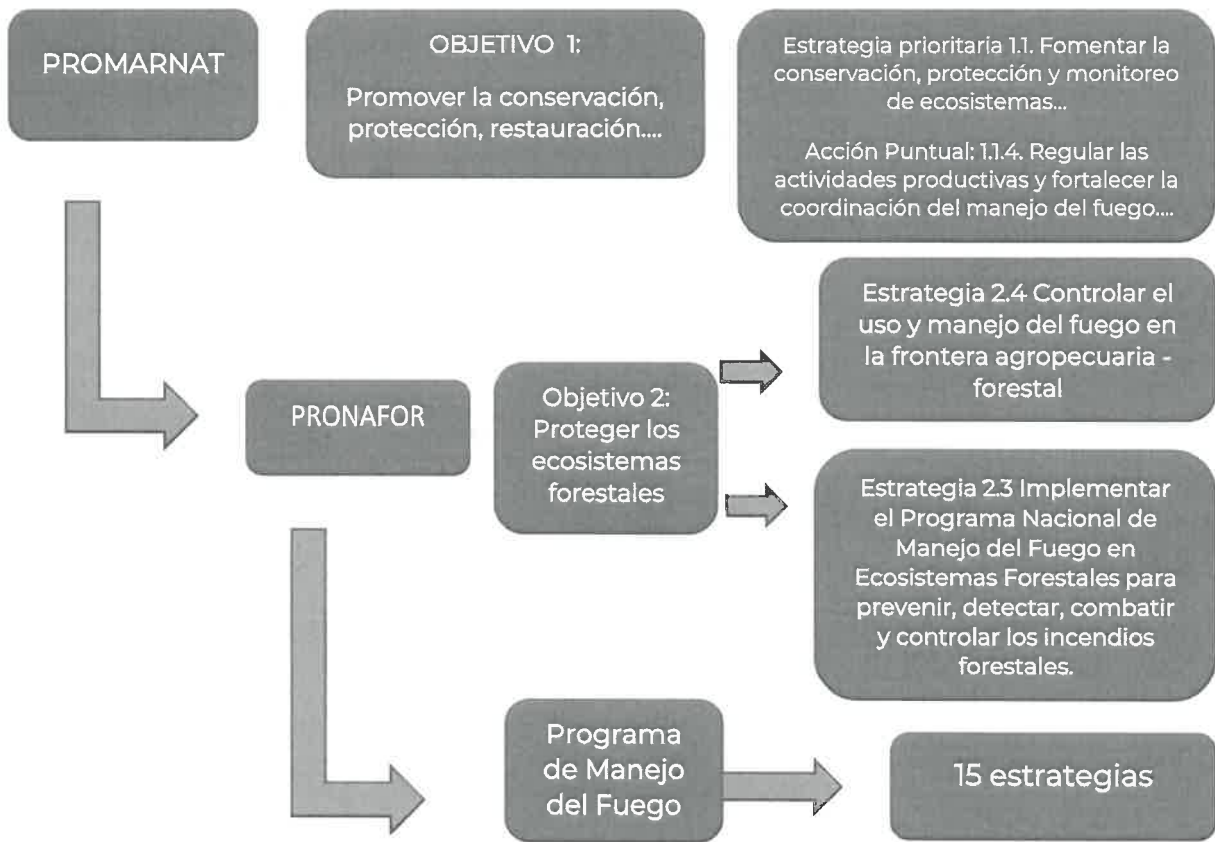 PROMARNAT
OBJETIVO 1:
Promover la conservación,
protección, restauración....
Estrategia prioritaria 1.1. Fomentar la
conservación, protección y monitoreo
de ecosistemas...
Acción Puntual: 1.1.4. Regular las
actividades productivas y fortalecer la
coordinación del manejo del fuego....
Estrategia 2.4 Controlar el
uso y manejo del fuego en
la frontera agropecuaria -
forestal
PRONAFOR
Objetivo 2:
Proteger los
ecosistemas
forestales
Estrategia 2.3 Implementar
el Programa Nacional de
Manejo del Fuego en
Ecosistemas Forestales para
prevenir, detectar, combatir
y controlar los incendios
forestales.
Programa
de Manejo
del Fuego
15 estrategias